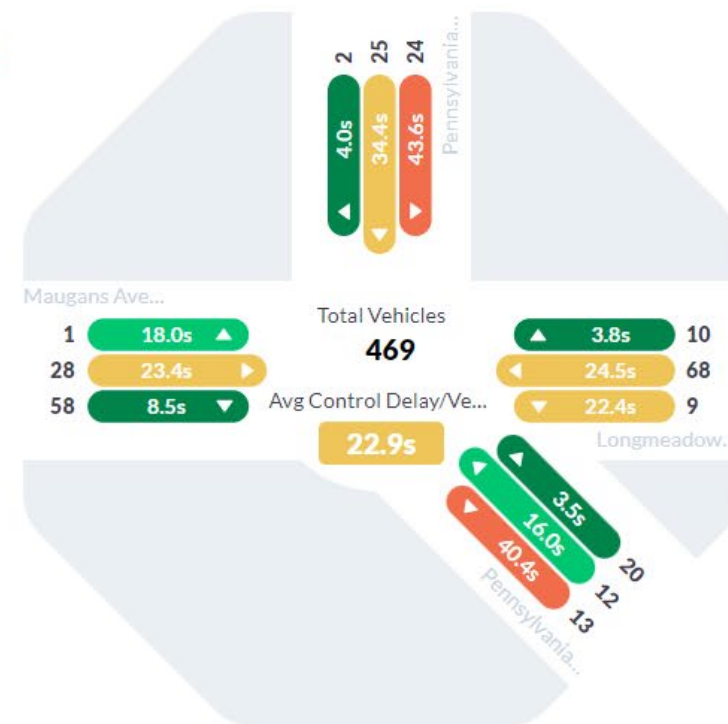 2 25 24
4.0s 34.4s 43.6s
Pennsylvania...
Maugans Ave...
1 18.0s
28 23.4s
58 8.5s
Total Vehicles
469
Avg Control Delay/Ve...
22.9s
3.8s 10
24.5s 68
22.4s 9
Longmeadow...
3.5s 20
16.0s 12
40.4s 13
Pennsylvania...